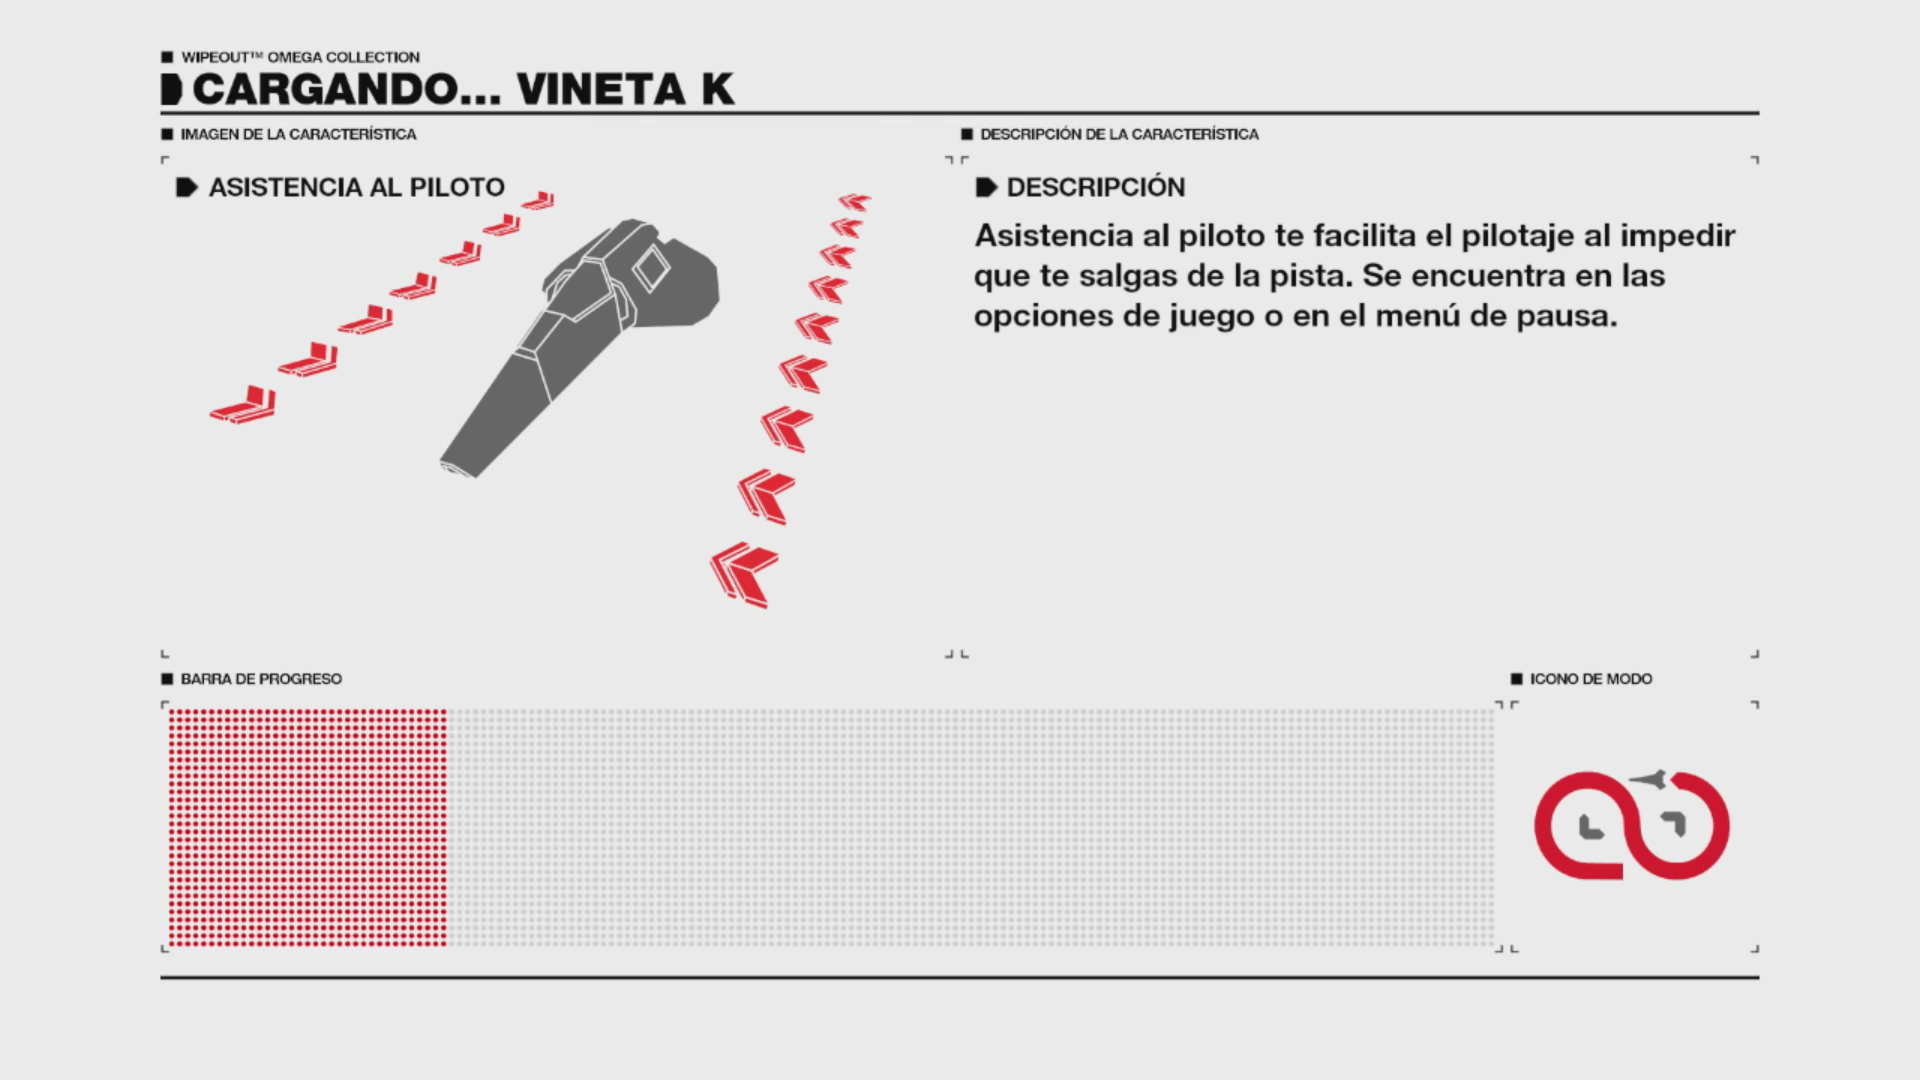 WIPEOUT™ OMEGA COLLECTION
CARGANDO... VINETA K
IMAGEN DE LA CARACTERÍSTICA
ASISTENCIA AL PILOTO
DESCRIPCIÓN DE LA CARACTERÍSTICA
DESCRIPCIÓN
Asistencia al piloto te facilita el pilotaje al impedir
que te salgas de la pista. Se encuentra en las
opciones de juego o en el menú de pausa.
BARRA DE PROGRESO
ICONO DE MODO